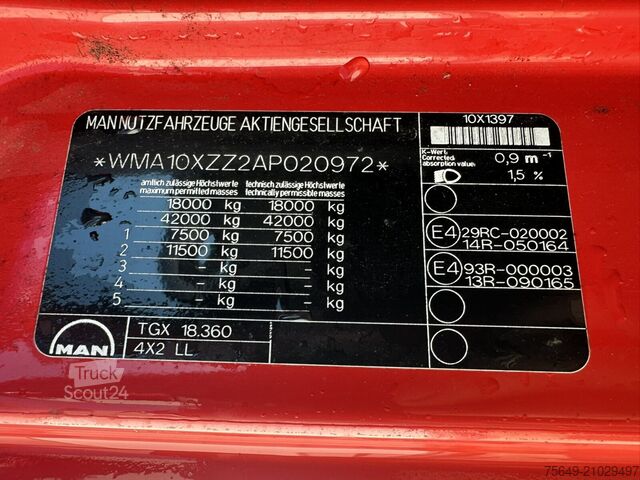 MAN NUTZFAHRZEUGE AKTIENGESELLSCHAFT
*WMA10XZZ2AP020972*
amtlich zulässige Höchstwerte technisch zulässige Höchstwerte
maximum permitted masses technically permissible masses
18000 kg 18000 kg
42000 kg 42000 kg
1 7500 kg 7500 kg
2 11500 kg 11500 kg
3 – kg – kg
4 – kg – kg
5 – kg – kg
MAN
TGX 18.360
4X2 LL
10X1397
K-Wert:
Corrected
absorption value:
0,9 m⁻¹
1,5 %
E4 29RC-020002
14R-050164
E4 93R-000003
13R-090165
Truck
Scout24
75649-21029497